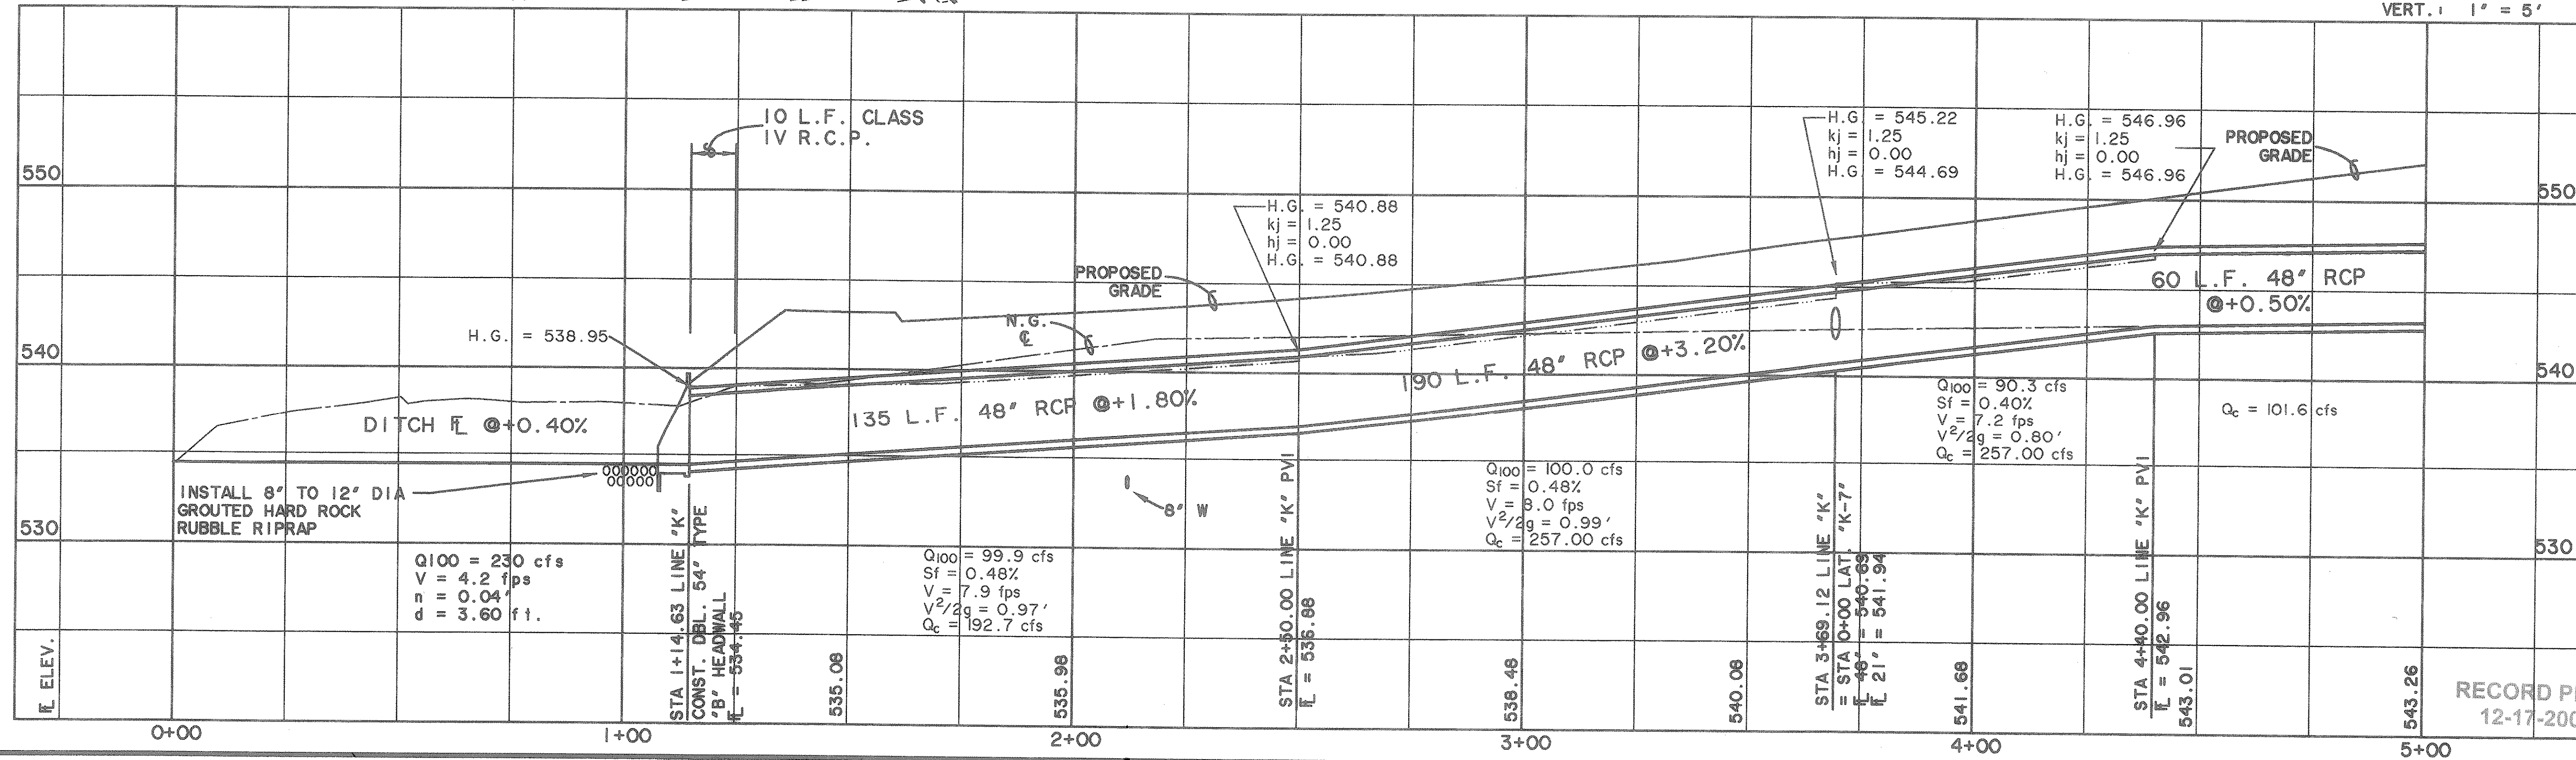 VERT.: 1" = 5'
10 L.F. CLASS
IV R.C.P.
H.G. = 545.22
kj = 1.25
hj = 0.00
H.G. = 544.69
H.G. = 546.96
kj = 1.25
hj = 0.00
H.G. = 546.96
PROPOSED
GRADE
550
550
H.G. = 540.88
kj = 1.25
hj = 0.00
H.G. = 540.88
PROPOSED
GRADE
60 L.F. 48" RCP
@+0.50%
H.G. = 538.95
N.G.
℄
540
540
190 L.F. 48" RCP @+3.20%
135 L.F. 48" RCP @+1.80%
DITCH FL @+0.40%
Q100 = 90.3 cfs
Sf = 0.40%
V = 7.2 fps
V²/2g = 0.80'
Qc = 257.00 cfs
Qc = 101.6 cfs
INSTALL 8" TO 12" DIA
GROUTED HARD ROCK
RUBBLE RIPRAP
8" W
Q100 = 100.0 cfs
Sf = 0.48%
V = 8.0 fps
V²/2g = 0.99'
Qc = 257.00 cfs
530
530
Q100 = 230 cfs
V = 4.2 fps
n = 0.04'
d = 3.60 ft.
Q100 = 99.9 cfs
Sf = 0.48%
V = 7.9 fps
V²/2g = 0.97'
Qc = 192.7 cfs
FL ELEV.
STA 1+14.63 LINE "K"
CONST. DBL. 54" TYPE
"B" HEADWALL
FL = 534.45
535.08
535.98
STA 2+50.00 LINE "K" PVI
FL = 536.88
538.48
540.08
STA 3+69.12 LINE "K"
= STA 0+00 LAT. "K-7"
FL 48" = 540.69
FL 21" = 541.94
541.68
STA 4+40.00 LINE "K" PVI
FL = 542.96
543.01
543.26
RECORD
12-17-200
0+00
1+00
2+00
3+00
4+00
5+00